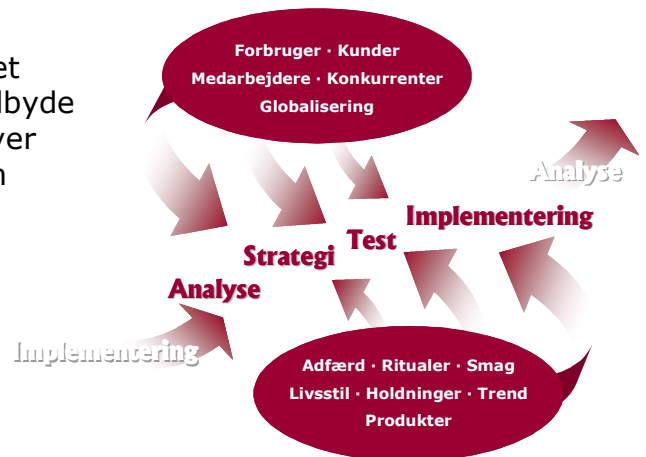 Forbruger · Kunder
Medarbejdere · Konkurrenter
Globalisering
Analyse
Implementering
Test
Strategi
Analyse
Implementering
Adfærd · Ritualer · Smag
Livsstil · Holdninger · Trend
Produkter